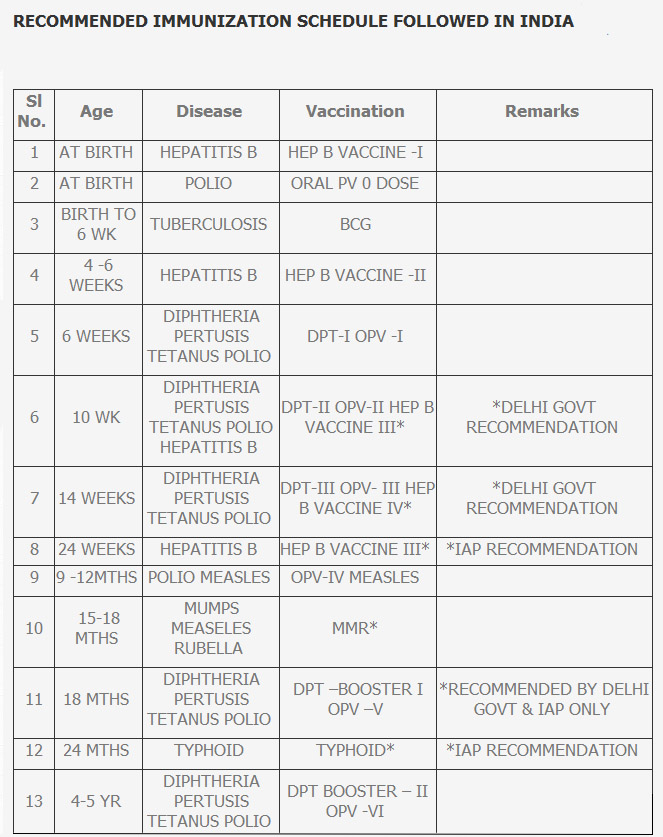 RECOMMENDED IMMUNIZATION SCHEDULE FOLLOWED IN INDIA
Sl No. Age Disease Vaccination Remarks
1 AT BIRTH HEPATITIS B HEP B VACCINE -I
2 AT BIRTH POLIO ORAL PV 0 DOSE
3 BIRTH TO 6 WK TUBERCULOSIS BCG
4 4 -6 WEEKS HEPATITIS B HEP B VACCINE -II
5 6 WEEKS DIPHTHERIA PERTUSIS TETANUS POLIO DPT-I OPV -I
6 10 WK DIPHTHERIA PERTUSIS TETANUS POLIO HEPATITIS B DPT-II OPV-II HEP B VACCINE III* *DELHI GOVT RECOMMENDATION
7 14 WEEKS DIPHTHERIA PERTUSIS TETANUS POLIO DPT-III OPV- III HEP B VACCINE IV* *DELHI GOVT RECOMMENDATION
8 24 WEEKS HEPATITIS B HEP B VACCINE III* *IAP RECOMMENDATION
9 9 -12MTHS POLIO MEASLES OPV-IV MEASLES
10 15-18 MTHS MUMPS MEASELES RUBELLA MMR*
11 18 MTHS DIPHTHERIA PERTUSIS TETANUS POLIO DPT –BOOSTER I OPV –V *RECOMMENDED BY DELHI GOVT & IAP ONLY
12 24 MTHS TYPHOID TYPHOID* *IAP RECOMMENDATION
13 4-5 YR DIPHTHERIA PERTUSIS TETANUS POLIO DPT BOOSTER – II OPV -VI